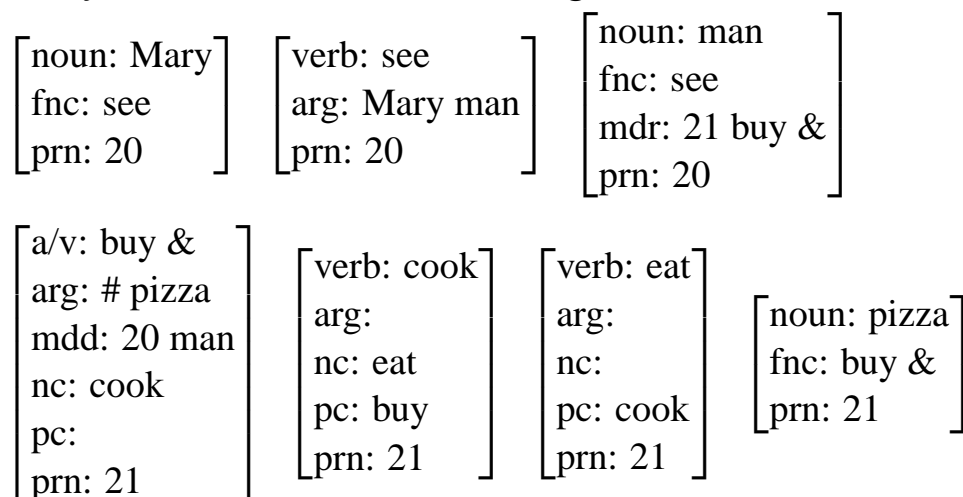 noun: Mary
fnc: see
prn: 20
verb: see
arg: Mary man
prn: 20
noun: man
fnc: see
mdr: 21 buy &
prn: 20
a/v: buy &
arg: # pizza
mdd: 20 man
nc: cook
pc:
prn: 21
verb: cook
arg:
nc: eat
pc: buy
prn: 21
verb: eat
arg:
nc:
pc: cook
prn: 21
noun: pizza
fnc: buy &
prn: 21